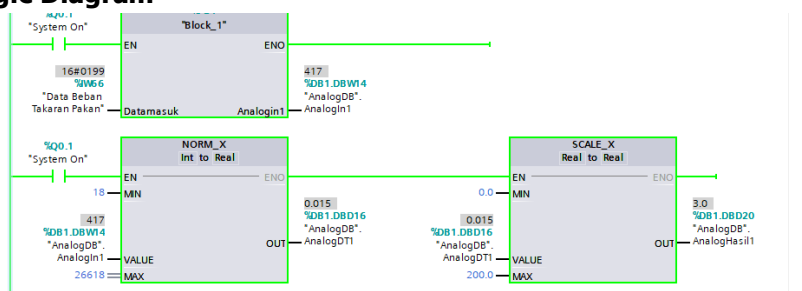 gic Diagram
%Q0.1
"System On"
"Block_1"
EN
ENO
16#0199
%IW66
"Data Beban
Takaran Pakan"
Datamasuk
Analogin1
417
%DB1.DBW14
"AnalogDB".
AnalogIn1
%Q0.1
"System On"
NORM_X
Int to Real
EN
ENO
18
MIN
417
%DB1.DBW14
"AnalogDB".
AnalogIn1
VALUE
26618
MAX
OUT
0.015
%DB1.DBD16
"AnalogDB".
AnalogDT1
SCALE_X
Real to Real
EN
ENO
0.0
MIN
0.015
%DB1.DBD16
"AnalogDB".
AnalogDT1
VALUE
200.0
MAX
OUT
3.0
%DB1.DBD20
"AnalogDB".
AnalogHasil1